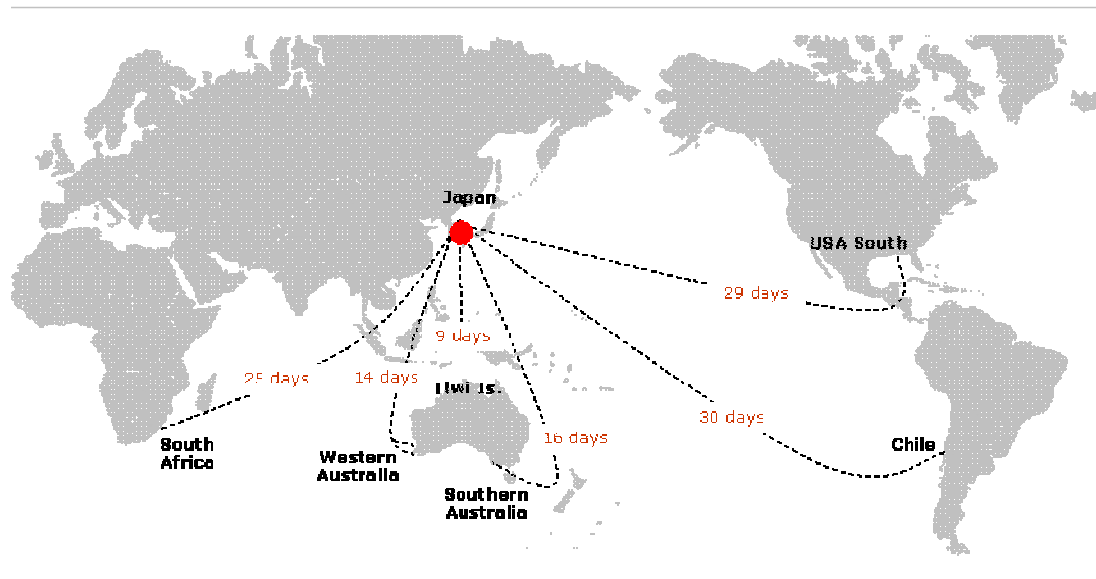 Japan
USA South
29 days
9 days
25 days
14 days
Tiwi Is.
30 days
16 days
South
Africa
Chile
Western
Australia
Southern
Australia